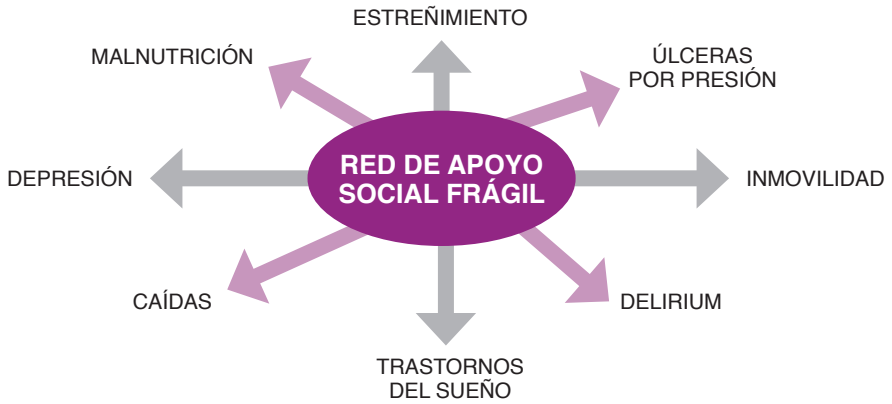 ESTREÑIMIENTO
MALNUTRICIÓN
ÚLCERAS
POR PRESIÓN
RED DE APOYO
SOCIAL FRÁGIL
DEPRESIÓN
INMOVILIDAD
CAÍDAS
DELIRIUM
TRASTORNOS
DEL SUEÑO